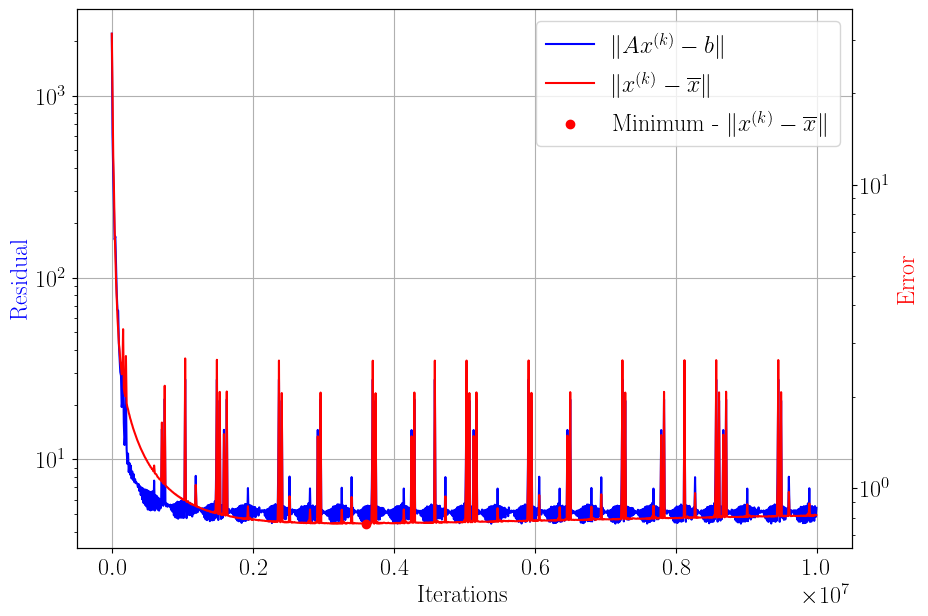 ‖Ax^(k) − b‖
‖x^(k) − x̅‖
Minimum - ‖x^(k) − x̅‖
Residual
10^3
10^2
10^1
Error
10^1
10^0
0.0 0.2 0.4 0.6 0.8 1.0
Iterations
×10^7